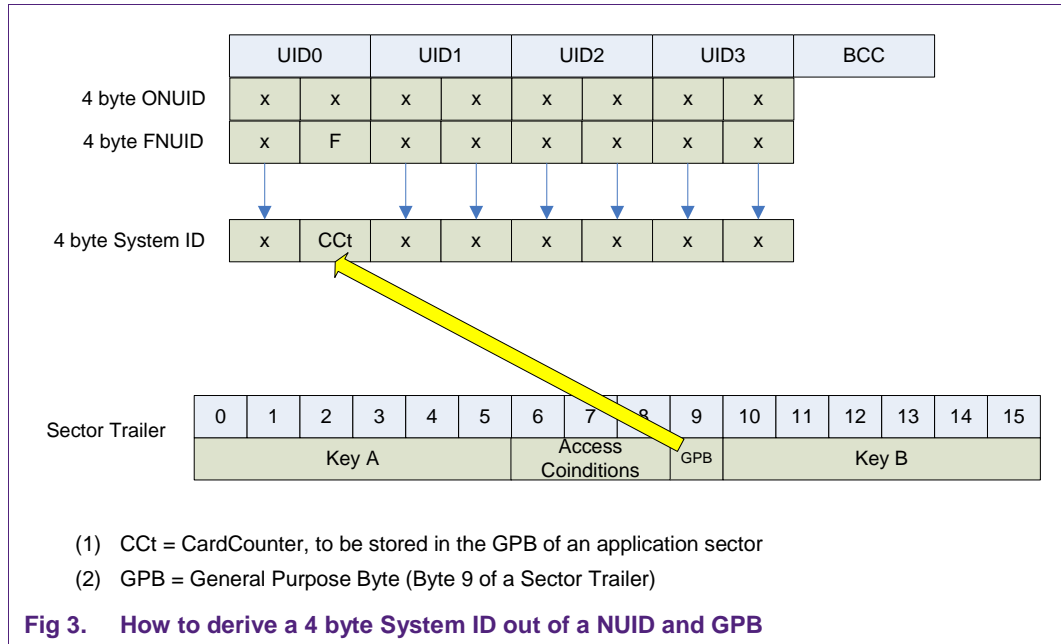 UID0 UID1 UID2 UID3 BCC
4 byte ONUID x x x x x x x x
4 byte FNUID x F x x x x x x
4 byte System ID x CCt x x x x x x
Sector Trailer
0 1 2 3 4 5 6 7 8 9 10 11 12 13 14 15
Key A Access Coinditions GPB Key B
(1) CCt = CardCounter, to be stored in the GPB of an application sector
(2) GPB = General Purpose Byte (Byte 9 of a Sector Trailer)
Fig 3. How to derive a 4 byte System ID out of a NUID and GPB